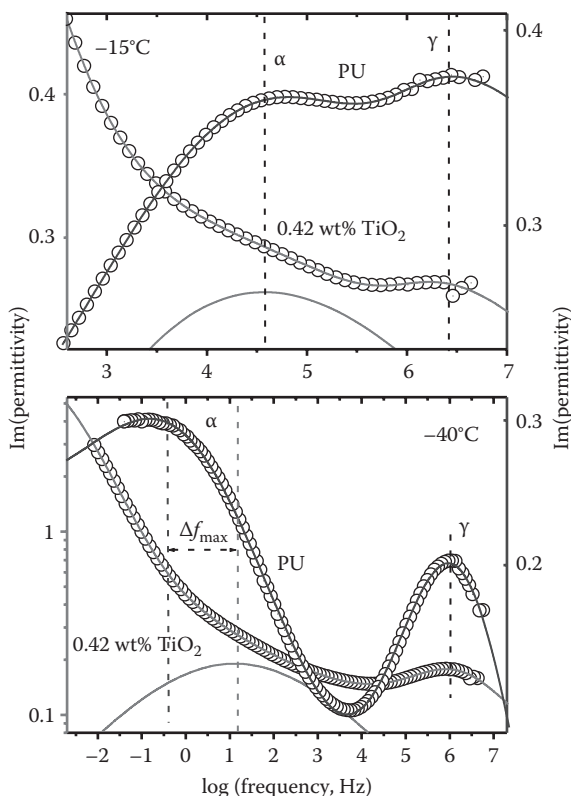 0.4
−15°C
α
PU
γ
0.4
0.3
0.42 wt% TiO₂
0.3
3 4 5 6 7
Im(permittivity)
Im(permittivity)
α
−40°C
0.3
1
Δf_max
PU
γ
0.2
0.42 wt% TiO₂
0.1
−2 −1 0 1 2 3 4 5 6 7
log (frequency, Hz)